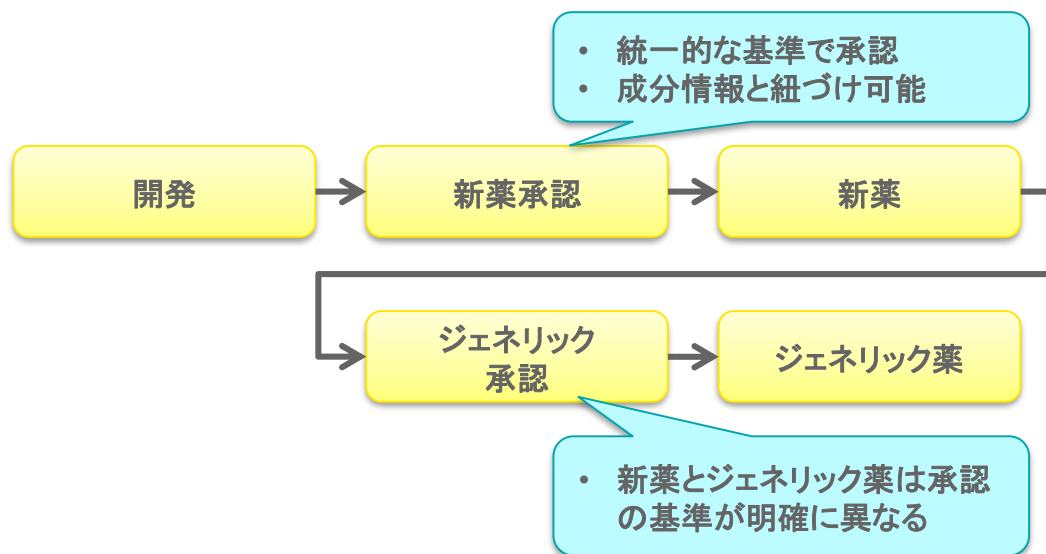 • 統一的な基準で承認
• 成分情報と紐づけ可能
開発
新薬承認
新薬
ジェネリック
承認
ジェネリック薬
• 新薬とジェネリック薬は承認
の基準が明確に異なる